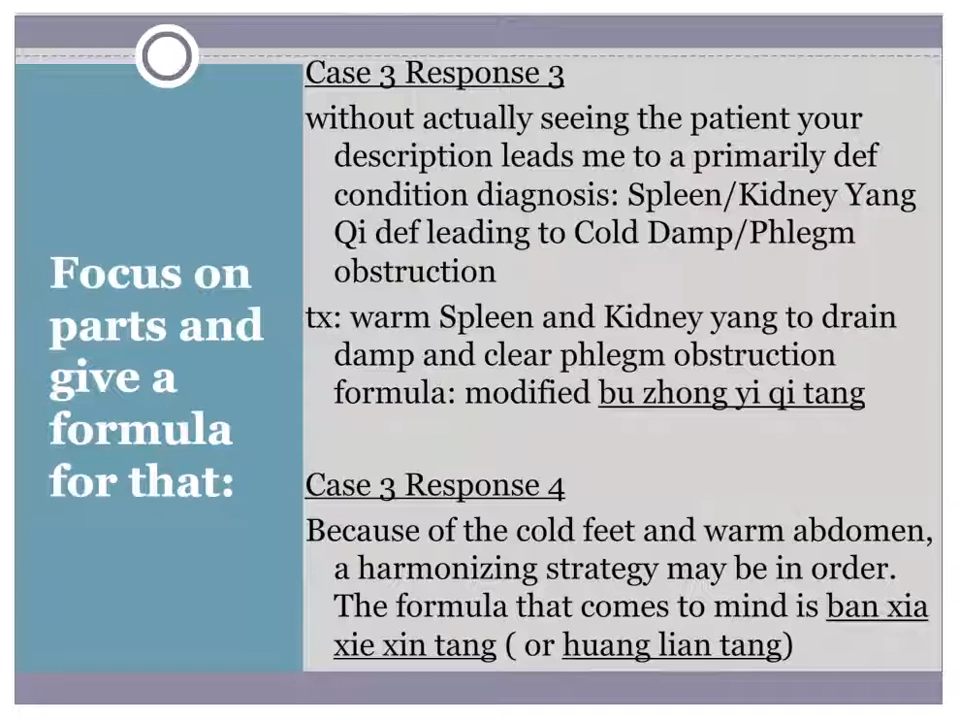 Focus on
parts and
give a
formula
for that:
Case 3 Response 3
without actually seeing the patient your
description leads me to a primarily def
condition diagnosis: Spleen/Kidney Yang
Qi def leading to Cold Damp/Phlegm
obstruction
tx: warm Spleen and Kidney yang to drain
damp and clear phlegm obstruction
formula: modified bu zhong yi qi tang
Case 3 Response 4
Because of the cold feet and warm abdomen,
a harmonizing strategy may be in order.
The formula that comes to mind is ban xia
xie xin tang ( or huang lian tang)